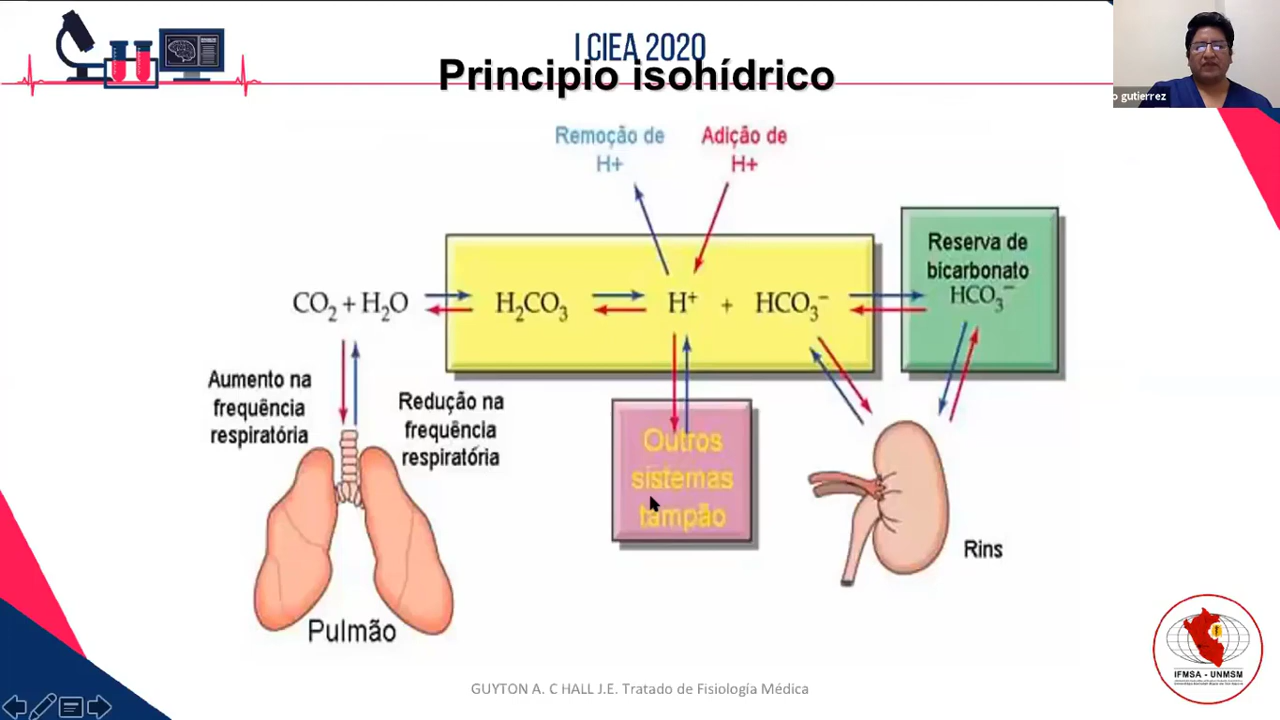 I CIEA 2020
Principio isohídrico
o gutierrez
Remoção de
H+
Adição de
H+
Reserva de
bicarbonato
HCO₃⁻
CO₂ + H₂O
H₂CO₃
H⁺ + HCO₃⁻
Aumento na
frequência
respiratória
Redução na
frequência
respiratória
Outros
sistemas
tampão
Rins
Pulmão
IFMSA - UNMSM
GUYTON A. C HALL J.E. Tratado de Fisiología Médica